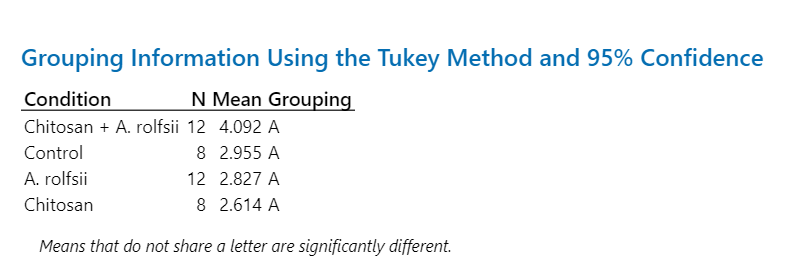 Grouping Information Using the Tukey Method and 95% Confidence
Condition N Mean Grouping
Chitosan + A. rolfsii 12 4.092 A
Control 8 2.955 A
A. rolfsii 12 2.827 A
Chitosan 8 2.614 A
Means that do not share a letter are significantly different.